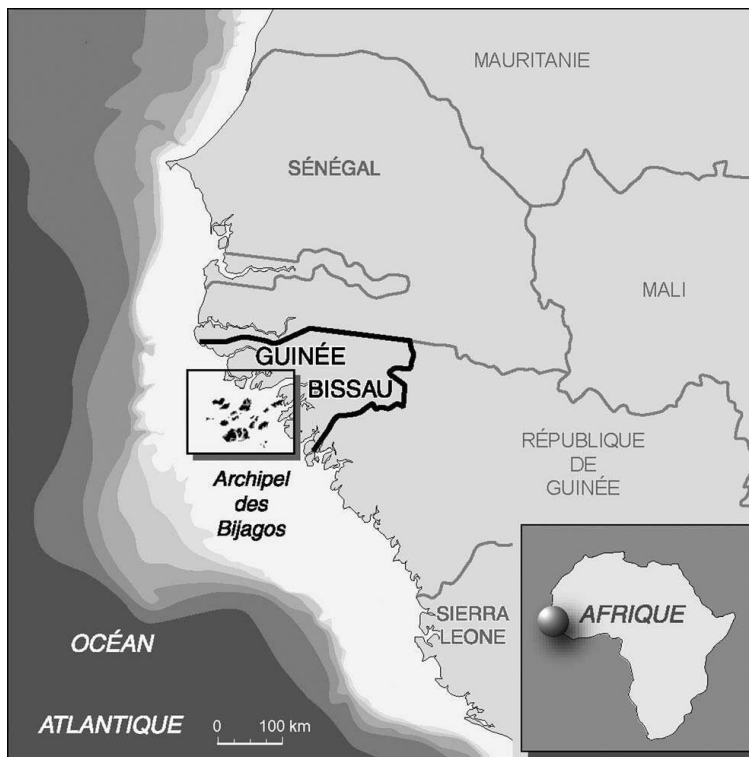 MAURITANIE
SÉNÉGAL
MALI
GUINÉE
BISSAU
RÉPUBLIQUE
DE
GUINÉE
Archipel
des
Bijagos
SIERRA
LEONE
AFRIQUE
OCÉAN
ATLANTIQUE
0 100 km